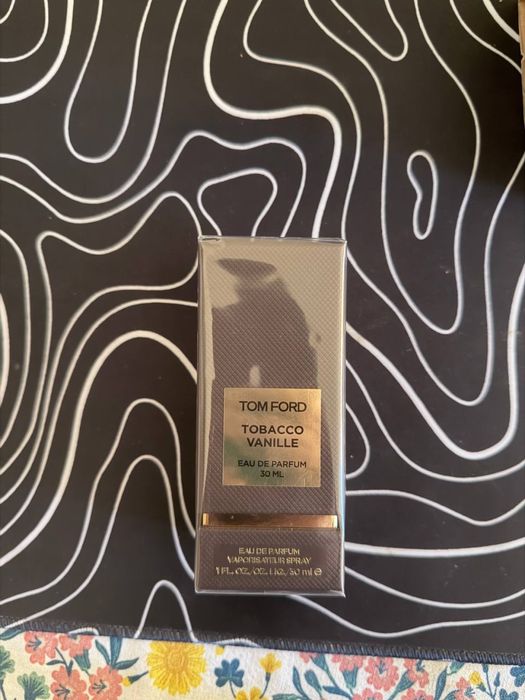 TOM FORD
TOBACCO
VANILLE
EAU DE PARFUM
30 ML
EAU DE PARFUM
VAPORISATEUR SPRAY
1 FL. OZ./OZ. LIQ./30 ml ℮